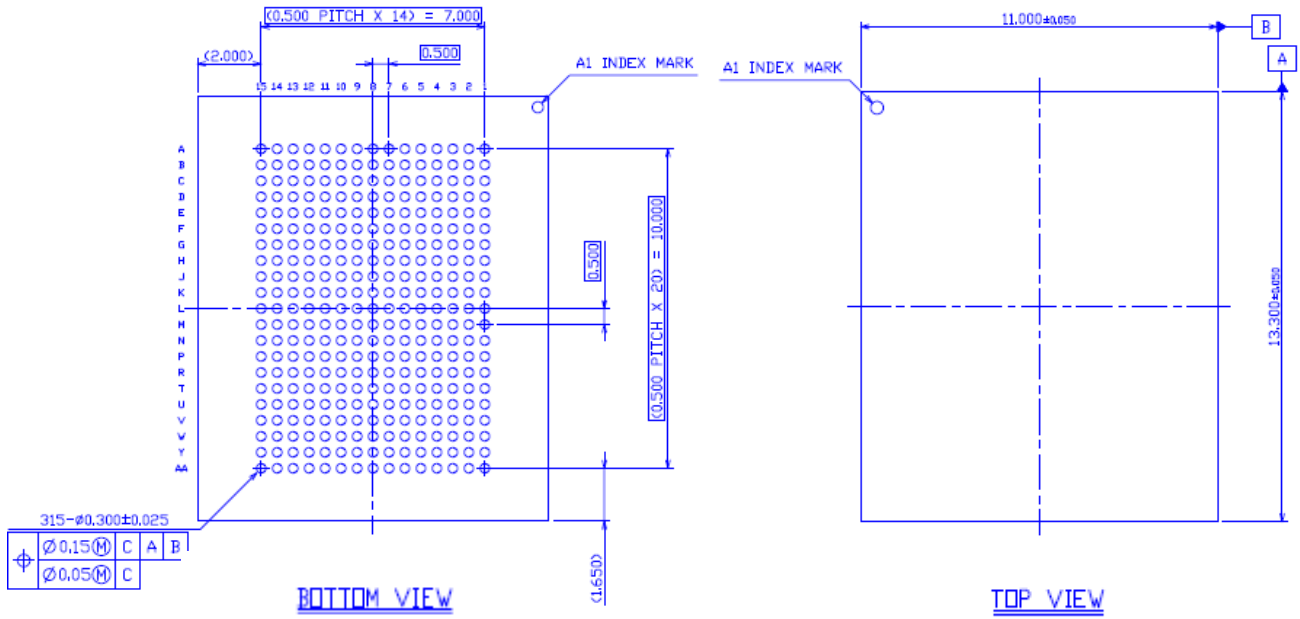 (0.500 PITCH X 14) = 7.000
(2.000)
0.500
A1 INDEX MARK
15 14 13 12 11 10 9 8 7 6 5 4 3 2 1
A
B
C
D
E
F
G
H
J
K
L
M
N
P
R
T
U
V
W
Y
AA
0.500
(0.500 PITCH X 20) = 10.000
(1.650)
315-Ø0.300±0.025
Ø0.15Ⓜ C A B
Ø0.05Ⓜ C
BOTTOM VIEW
11.000±0.050
B
A
A1 INDEX MARK
13.300±0.050
TOP VIEW